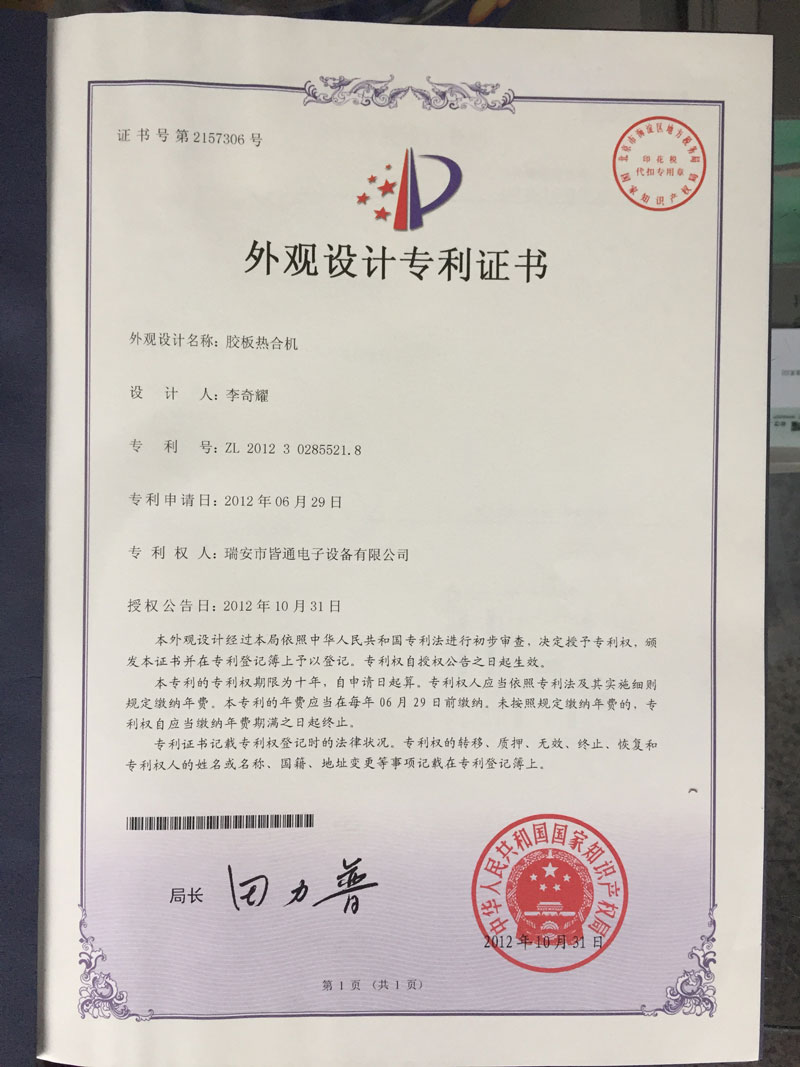 证书号第2157306号
北京市海淀区地方税务局
印花税
代扣专用章
国家知识产权局
外观设计专利证书
外观设计名称：胶板热合机
设计人：李奇耀
专利号：ZL 2012 3 0285521.8
专利申请日：2012年06月29日
专利权人：瑞安市皆通电子设备有限公司
授权公告日：2012年10月31日
本外观设计经过本局依照中华人民共和国专利法进行初步审查，决定授予专利权，颁
发本证书并在专利登记簿上予以登记。专利权自授权公告之日起生效。
本专利的专利权期限为十年，自申请日起算。专利权人应当依照专利法及其实施细则
规定缴纳年费。本专利的年费应当在每年06月29日前缴纳。未按照规定缴纳年费的，专
利权自应当缴纳年费期满之日起终止。
专利证书记载专利权登记时的法律状况。专利权的转移、质押、无效、终止、恢复和
专利权人的姓名或名称、国籍、地址变更等事项记载在专利登记簿上。
局长 田力普
中华人民共和国国家知识产权局
2012年10月31日
第1页（共1页）